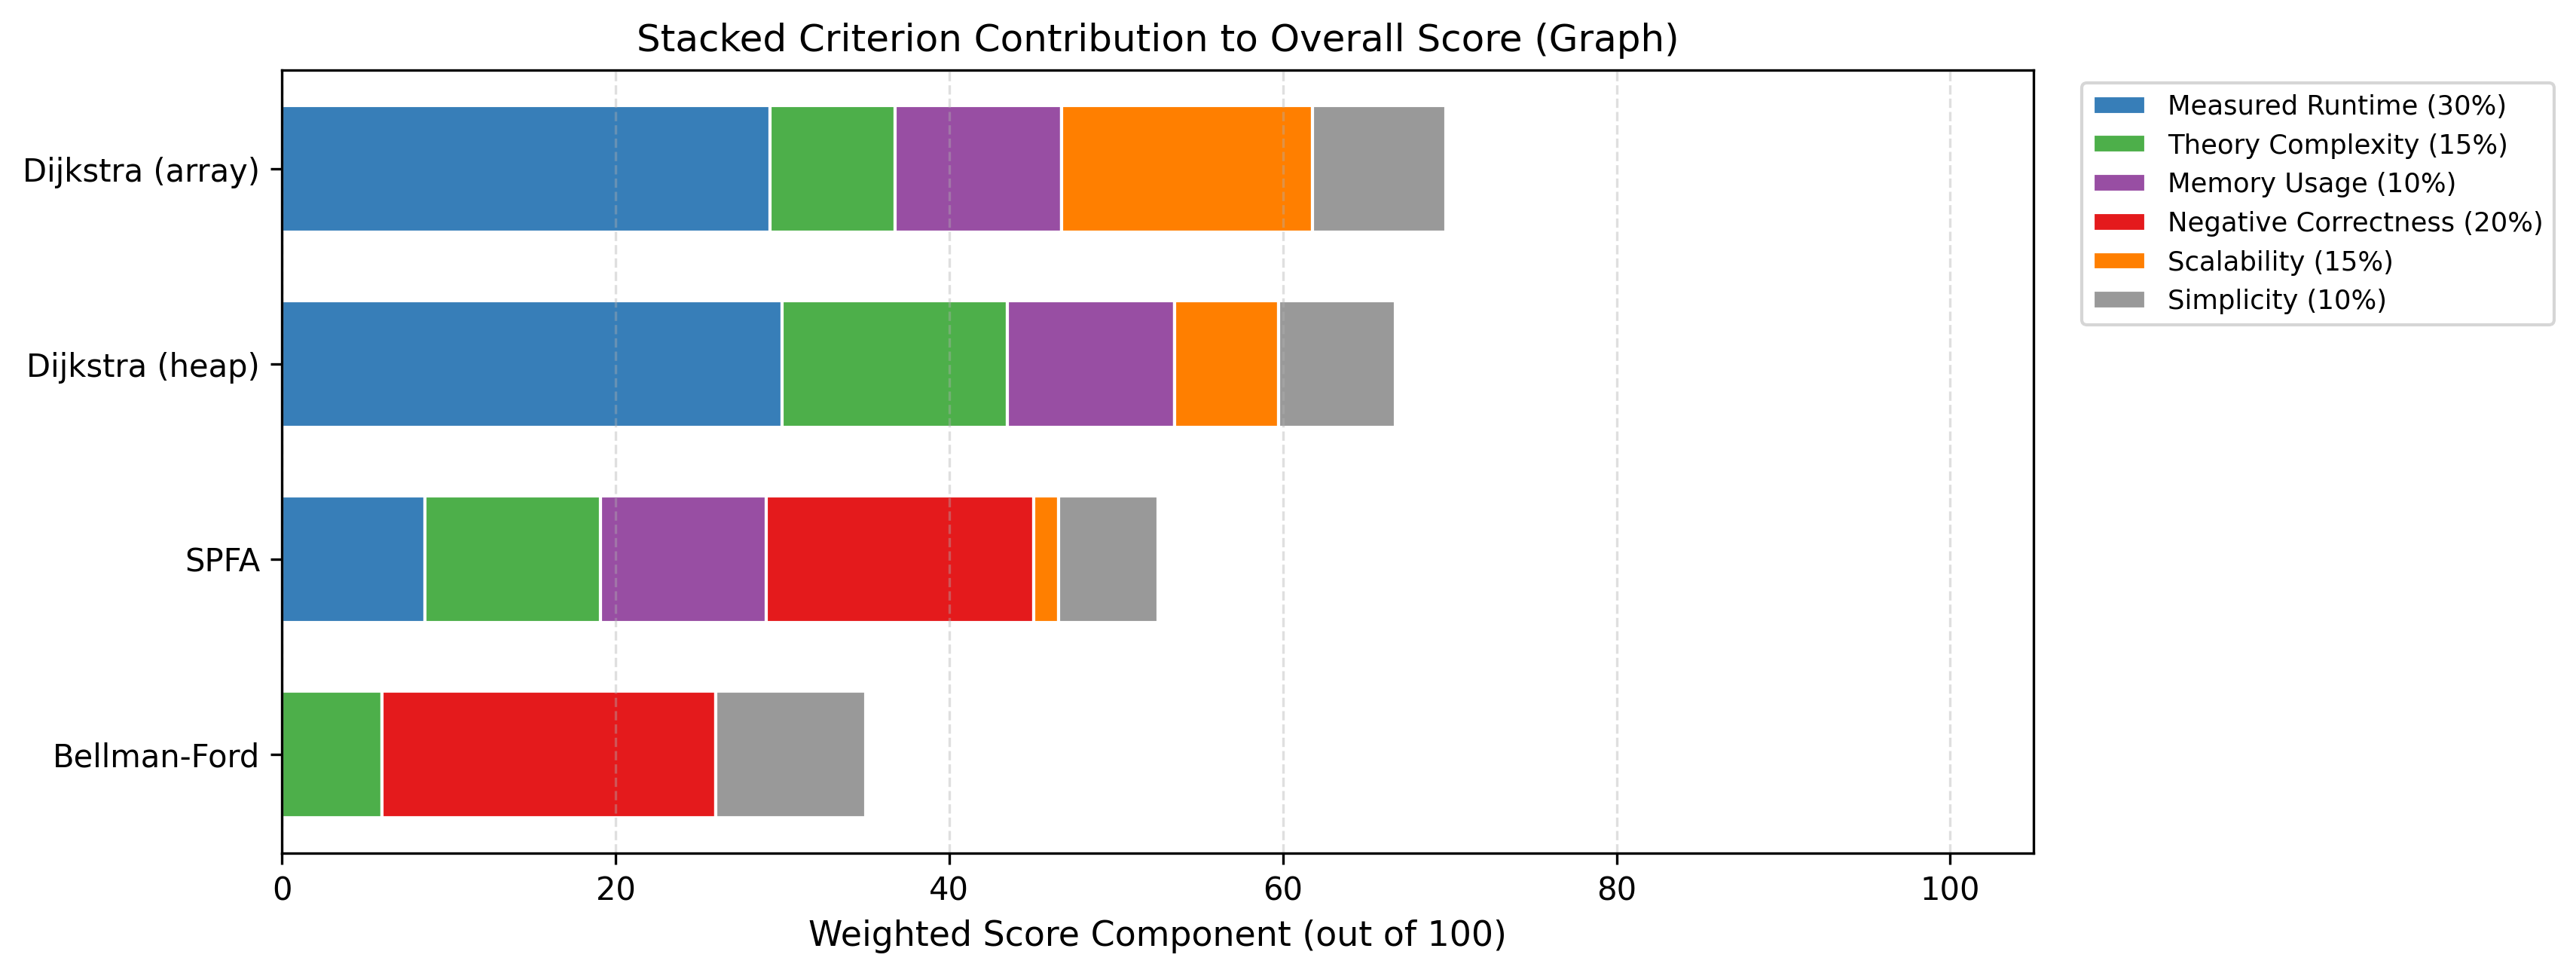 Stacked Criterion Contribution to Overall Score (Graph)
Dijkstra (array)
Dijkstra (heap)
SPFA
Bellman-Ford
0 20 40 60 80 100
Weighted Score Component (out of 100)
Measured Runtime (30%)
Theory Complexity (15%)
Memory Usage (10%)
Negative Correctness (20%)
Scalability (15%)
Simplicity (10%)